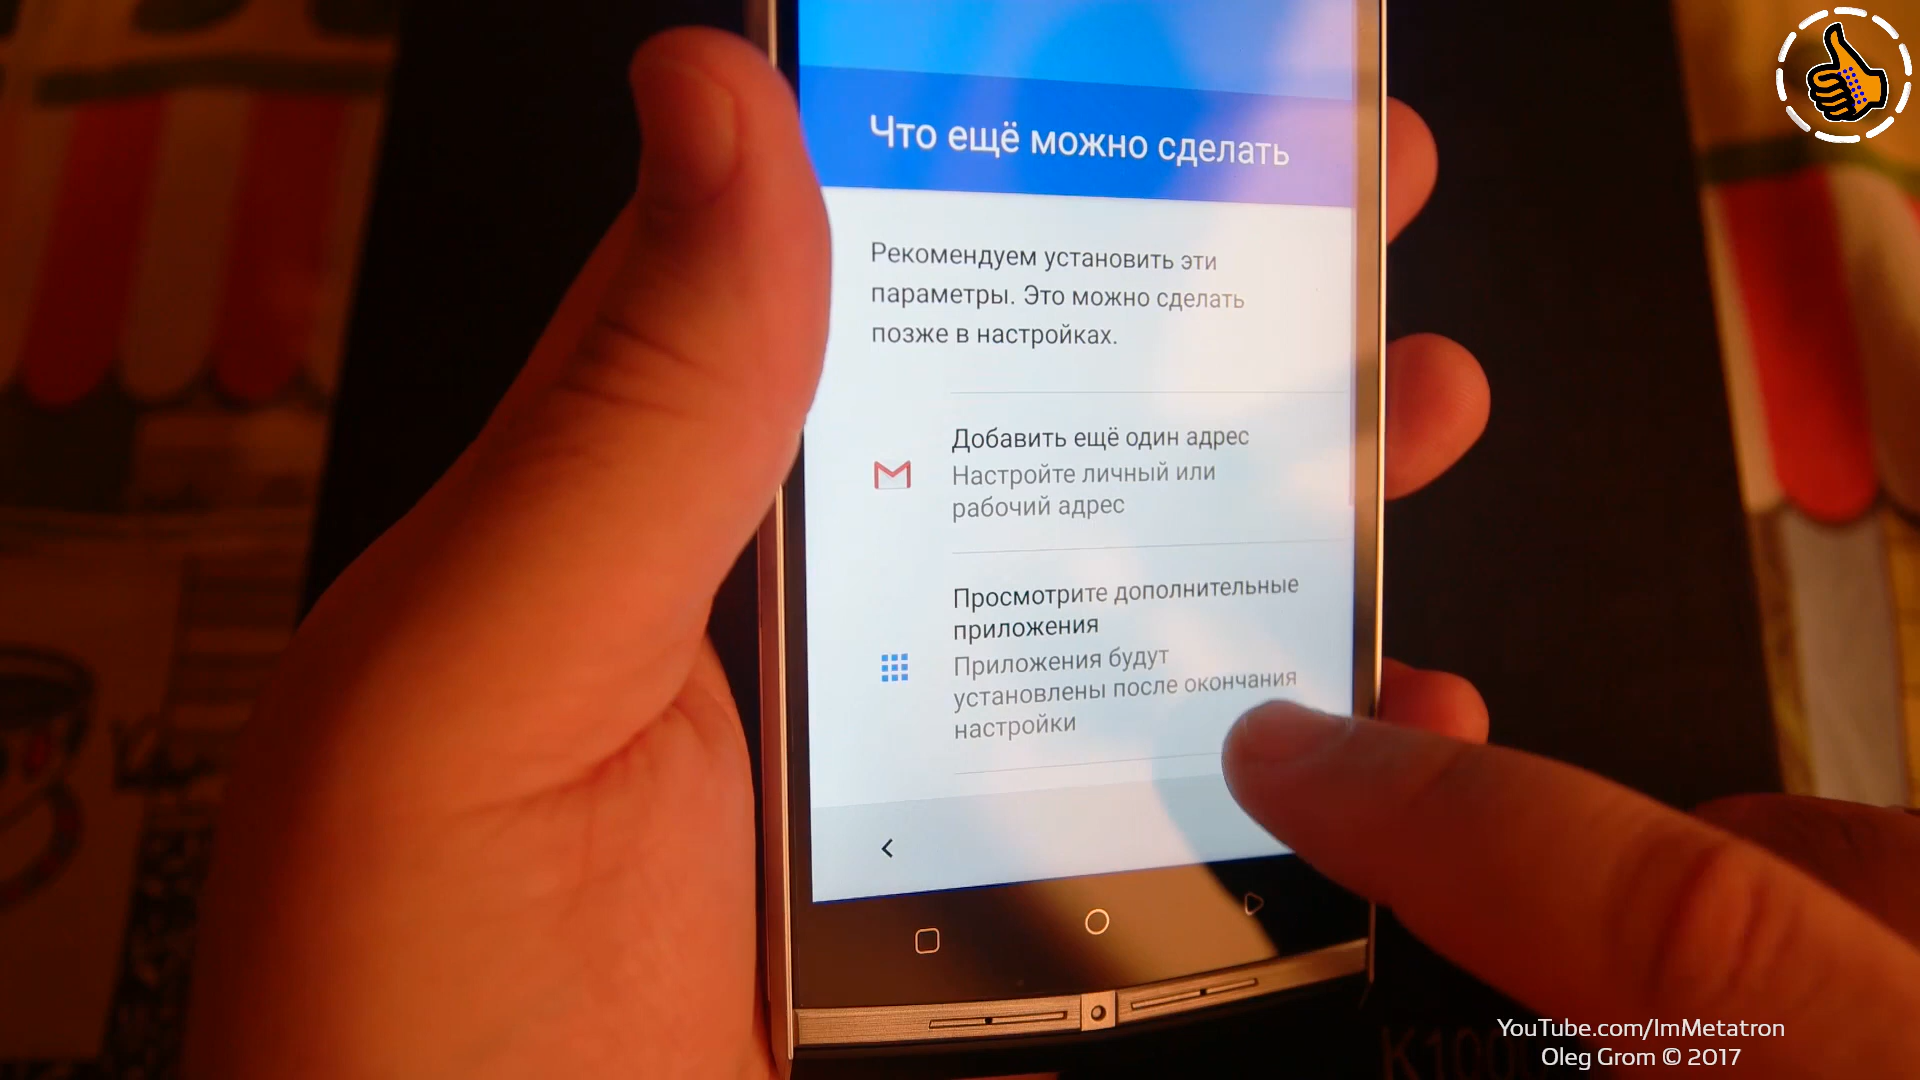 Что ещё можно сделать
Рекомендуем установить эти
параметры. Это можно сделать
позже в настройках.
Добавить ещё один адрес
Настройте личный или
рабочий адрес
Просмотрите дополнительные
приложения
Приложения будут
установлены после окончания
настройки
YouTube.com/ImMetatron
Oleg Grom © 2017